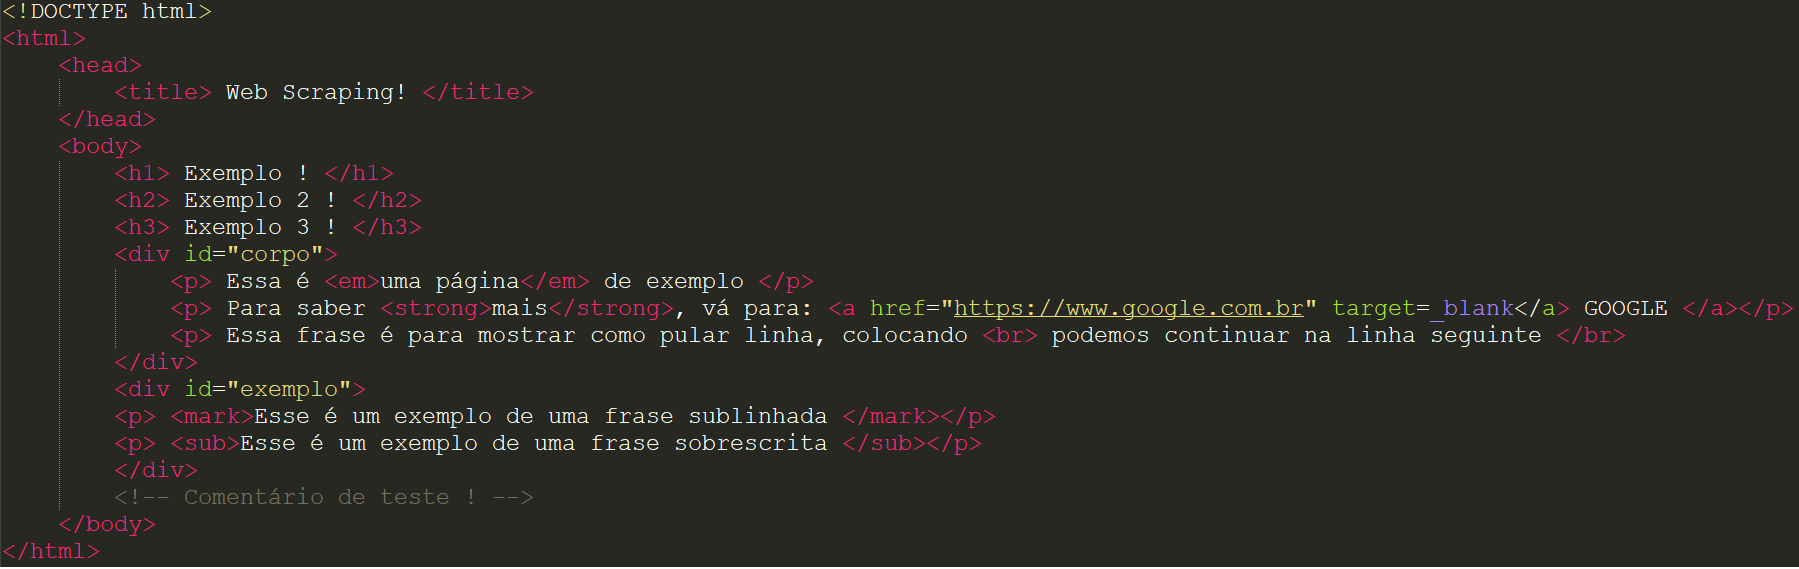 <!DOCTYPE html>
<html>
    <head>
        <title> Web Scraping! </title>
    </head>
    <body>
        <h1> Exemplo ! </h1>
        <h2> Exemplo 2 ! </h2>
        <h3> Exemplo 3 ! </h3>
        <div id="corpo">
            <p> Essa é <em>uma página</em> de exemplo </p>
            <p> Para saber <strong>mais</strong>, vá para: <a href="https://www.google.com.br" target=_blank</a> GOOGLE </a></p>
            <p> Essa frase é para mostrar como pular linha, colocando <br> podemos continuar na linha seguinte </br>
        </div>
        <div id="exemplo">
        <p> <mark>Esse é um exemplo de uma frase sublinhada </mark></p>
        <p> <sub>Esse é um exemplo de uma frase sobrescrita </sub></p>
        </div>
        <!-- Comentário de teste ! -->
    </body>
</html>